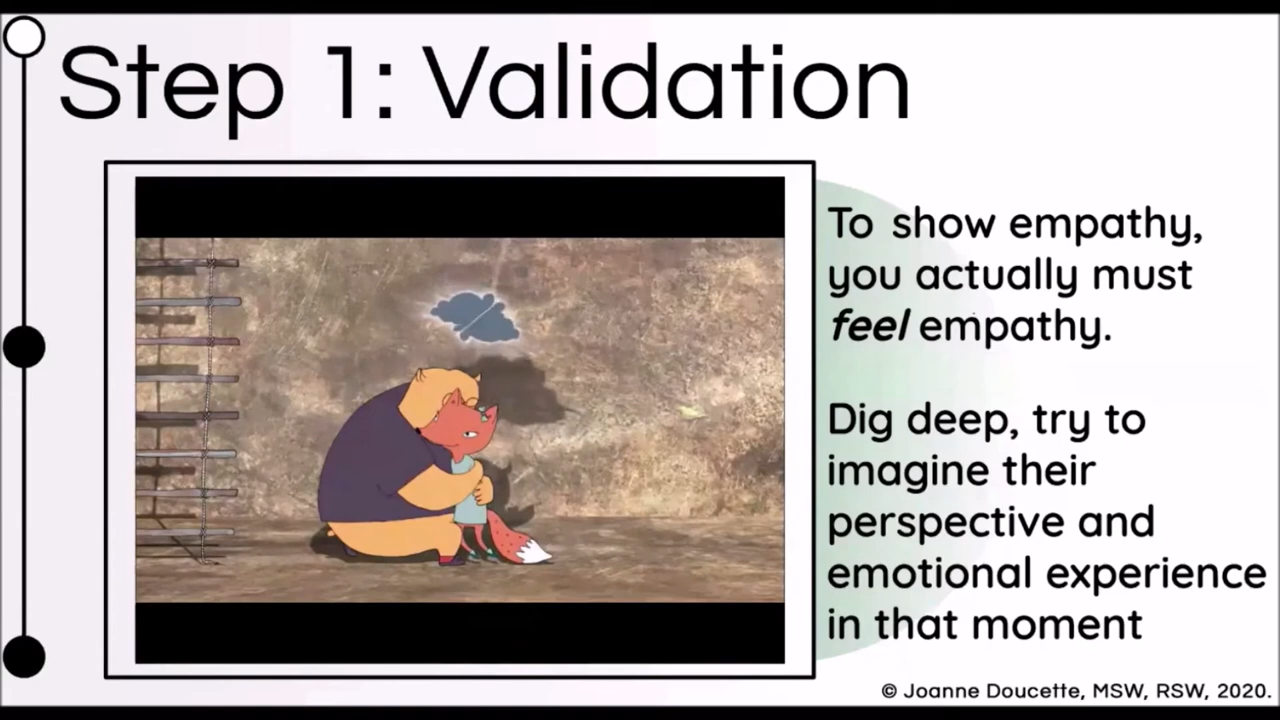 Step 1: Validation
To show empathy,
you actually must
feel empathy.
Dig deep, try to
imagine their
perspective and
emotional experience
in that moment
© Joanne Doucette, MSW, RSW, 2020.